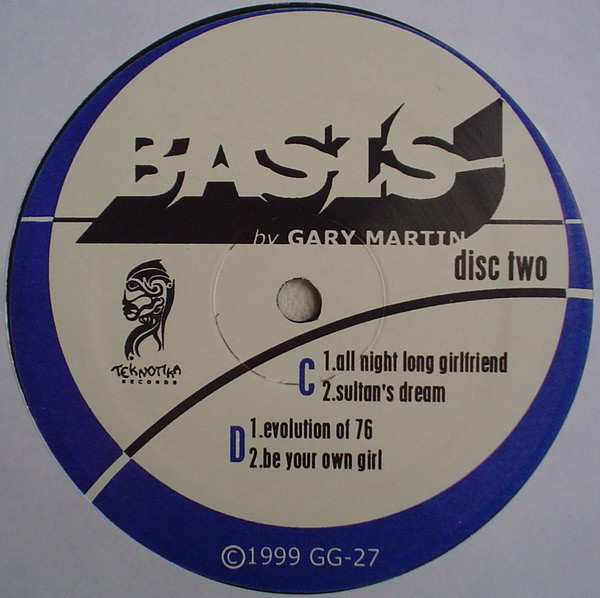 BASIS
by GARY MARTIN
disc two
TEKNOTIKA
RECORDS
C 1.all night long girlfriend
2.sultan's dream
D 1.evolution of 76
2.be your own girl
©1999 GG-27